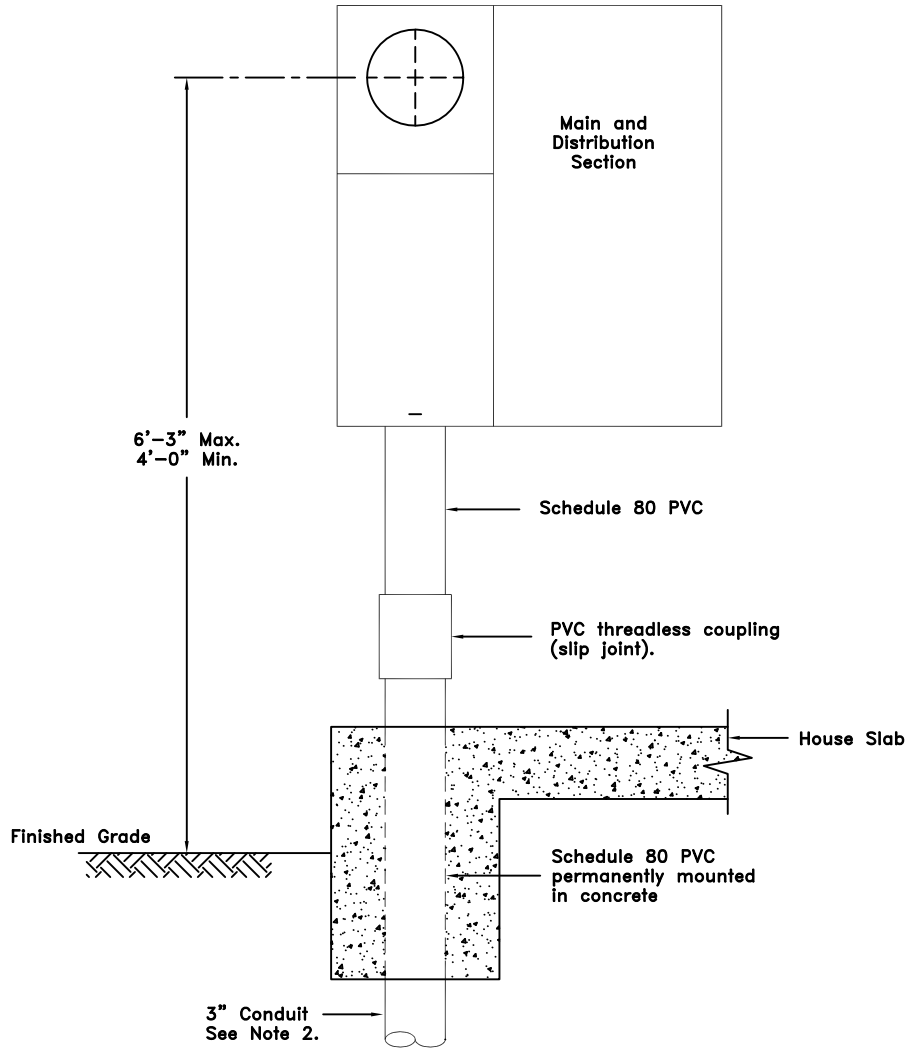 Main and
Distribution
Section
6'-3" Max.
4'-0" Min.
Schedule 80 PVC
PVC threadless coupling
(slip joint).
House Slab
Finished Grade
Schedule 80 PVC
permanently mounted
in concrete
3" Conduit
See Note 2.